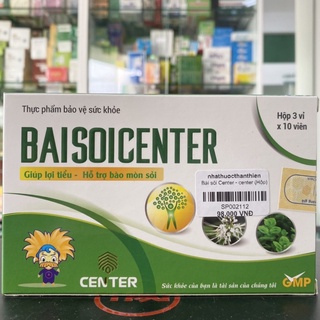 Thực phẩm bảo vệ sức khỏe
Hộp 3 vỉ
x 10 viên
BAISOICENTER
Giúp lợi tiểu - Hỗ trợ bào mòn sỏi
nhathuocthanthien
Bai sỏi Center - center (Hộp)
SP002112
98,000 VNĐ
CENTER
Sức khỏe của bạn là tài sản của chúng tôi
GMP